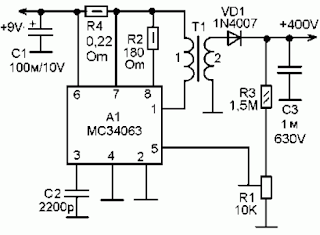 +9V
C1
100м/10V
R4
0,22
Om
R2
180
Om
T1
1
2
VD1
1N4007
+400V
6
7
8
A1
MC34063
1
5
3
4
2
C2
2200p
R3
1,5M
C3
1м
630V
R1
10K